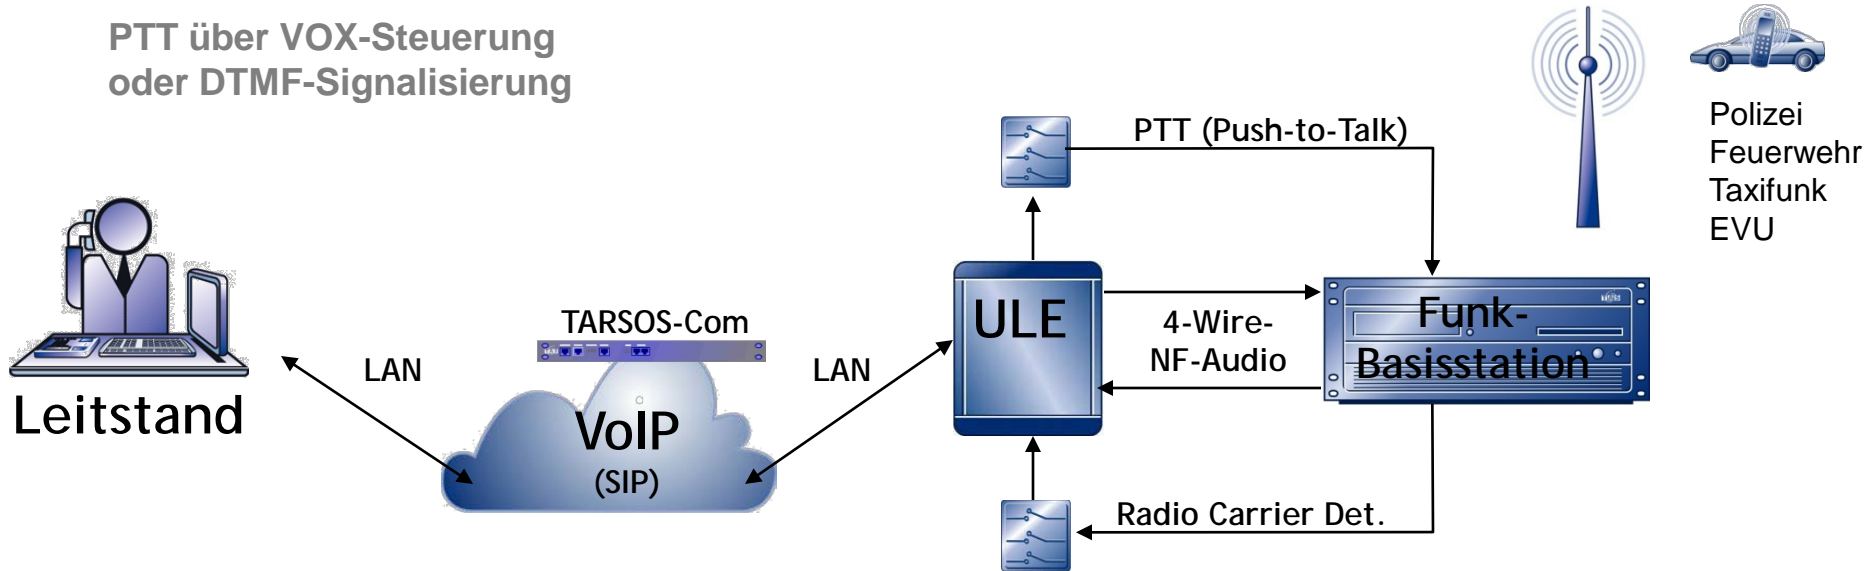 PTT über VOX-Steuerung
oder DTMF-Signalisierung
Polizei
Feuerwehr
Taxifunk
EVU
PTT (Push-to-Talk)
TARSOS-Com
LAN
LAN
VoIP
(SIP)
Leitstand
ULE
4-Wire-
NF-Audio
Funk-
Basisstation
Radio Carrier Det.